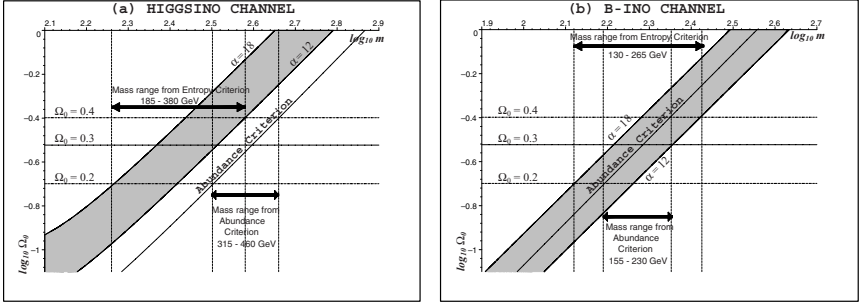 (a) HIGGSINO CHANNEL
2.1 2.2 2.3 2.4 2.5 2.6 2.7 2.8 2.9
log10 m
0
α = 18
α = 12
−0.2
Mass range from Entropy Criterion
185 - 380 GeV
−0.4
Ω0 = 0.4
Ω0 = 0.3
−0.6
Abundance Criterion
Ω0 = 0.2
−0.8
Mass range from
Abundance
Criterion
315 - 460 GeV
−1
log10 Ω0
(b) B-INO CHANNEL
1.9 2 2.1 2.2 2.3 2.4 2.5 2.6 2.7
log10 m
0
Mass range from Entropy Criterion
130 - 265 GeV
−0.2
−0.4
Ω0 = 0.4
α = 18
Abundance Criterion
Ω0 = 0.3
−0.6
α = 12
Ω0 = 0.2
−0.8
Mass range from
Abundance
Criterion
155 - 230 GeV
−1
log10 Ω0